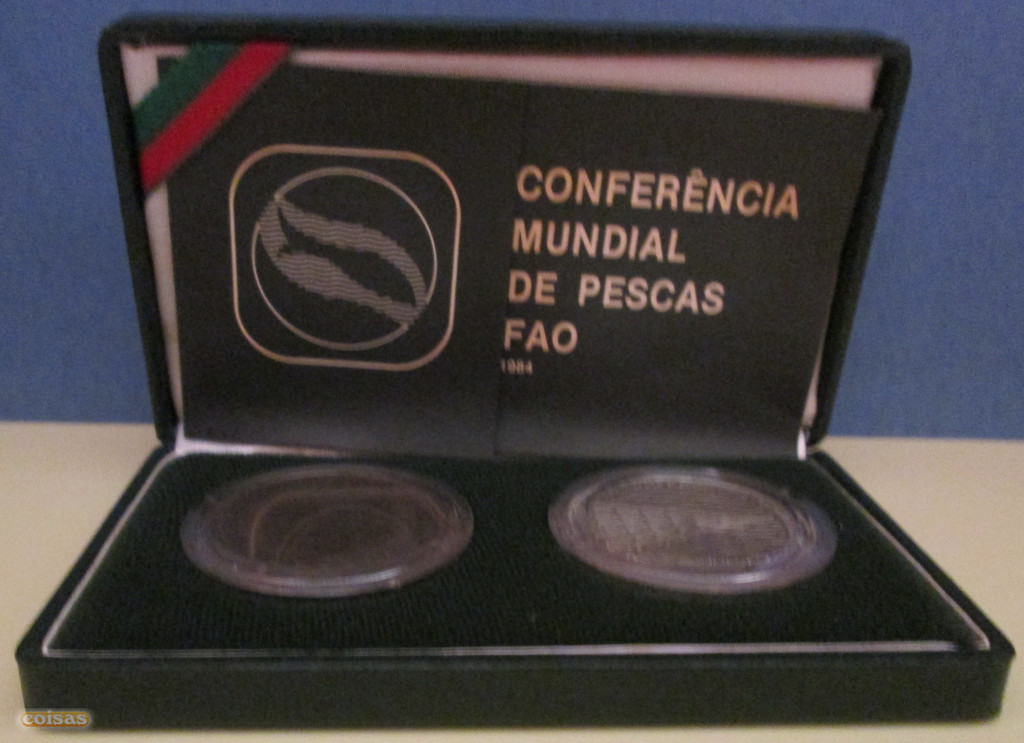 CONFERÊNCIA
MUNDIAL
DE PESCAS
FAO
1984
coisas